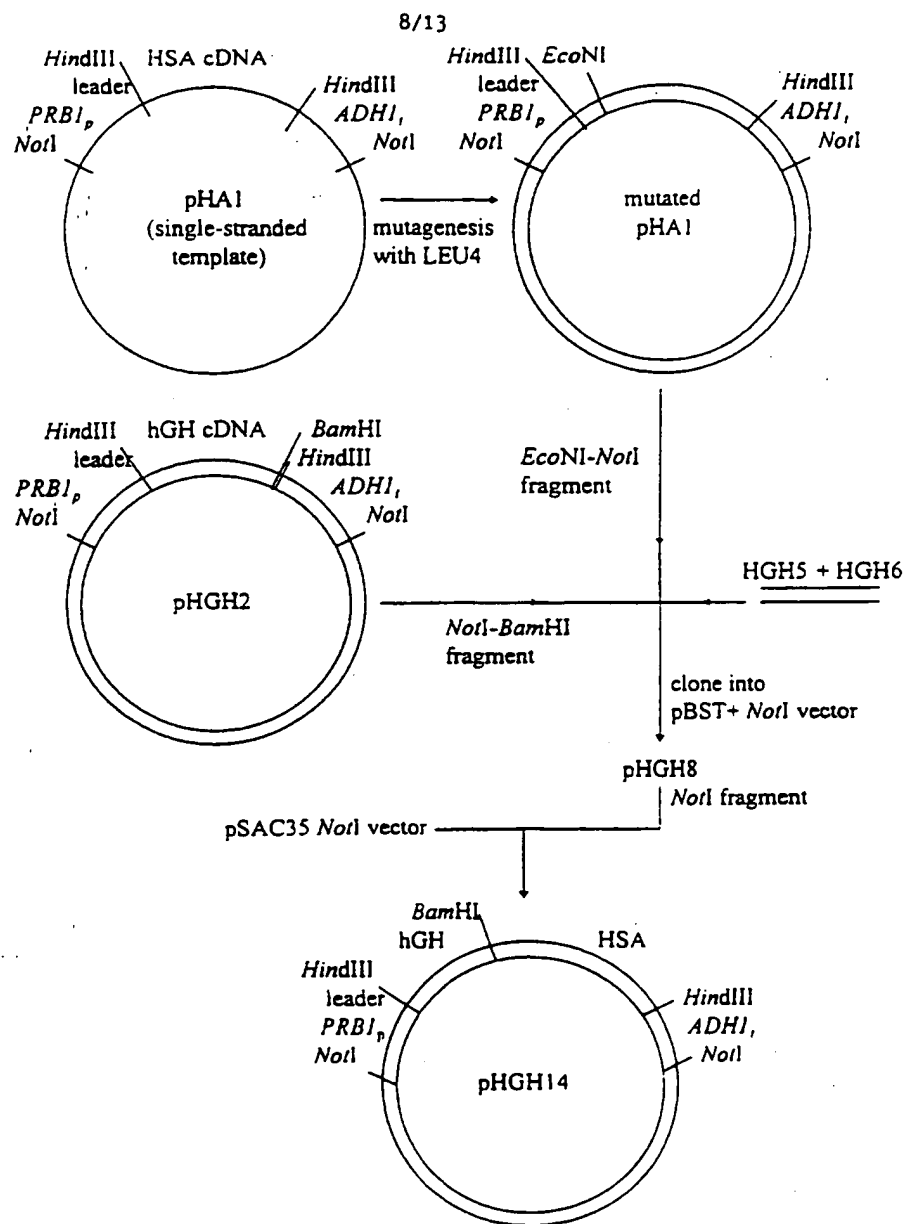 8/13
HindIII HSA cDNA
leader
PRB1p
NotI
HindIII
ADH1t
NotI
pHA1
(single-stranded
template)
mutagenesis
with LEU4
HindIII EcoNI
leader
PRB1p
NotI
HindIII
ADH1t
NotI
mutated
pHA1
HindIII hGH cDNA BamHI
leader
HindIII
PRB1p
ADH1t
NotI
NotI
pHGH2
EcoNI-NotI
fragment
HGH5 + HGH6
NotI-BamHI
fragment
clone into
pBST+ NotI vector
pHGH8
NotI fragment
pSAC35 NotI vector
BamHI
hGH HSA
HindIII
leader
PRB1p
NotI
HindIII
ADH1t
NotI
pHGH14